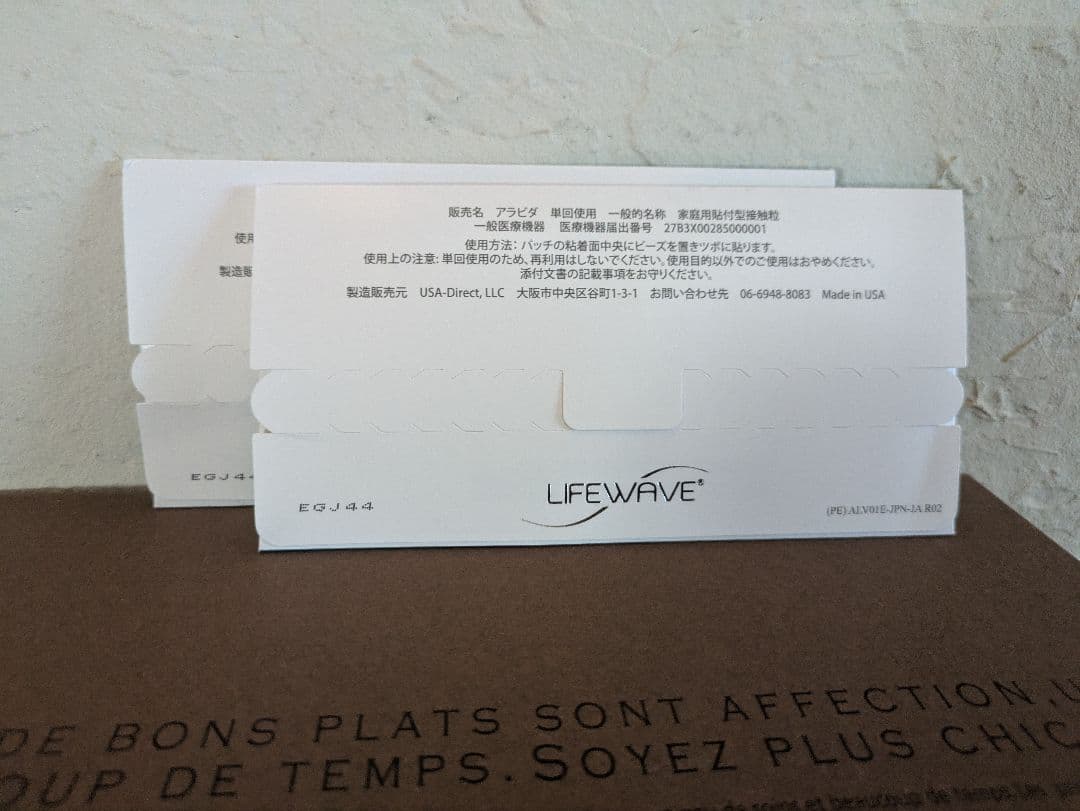 販売名 アラビダ 単回使用 一般的名称 家庭用貼付型接触粒
一般医療機器 医療機器届出番号 27B3X00285000001
使用方法：パッチの粘着面中央にビーズを置きツボに貼ります。
使用上の注意：単回使用のため、再利用はしないでください。使用目的以外でのご使用はおやめください。
添付文書の記載事項をお守りください。
製造販売元 USA-Direct, LLC 大阪市中央区谷町1-3-1 お問い合わせ先 06-6948-8083 Made in USA
EGJ44
LIFEWAVE®
(PE) ALV01E-JPN-JA R02
使用
製造販
EGJ44
DE BONS PLATS SONT AFFECTION,
OUP DE TEMPS. SOYEZ PLUS CHIC
de soins et beaucoup de temps.